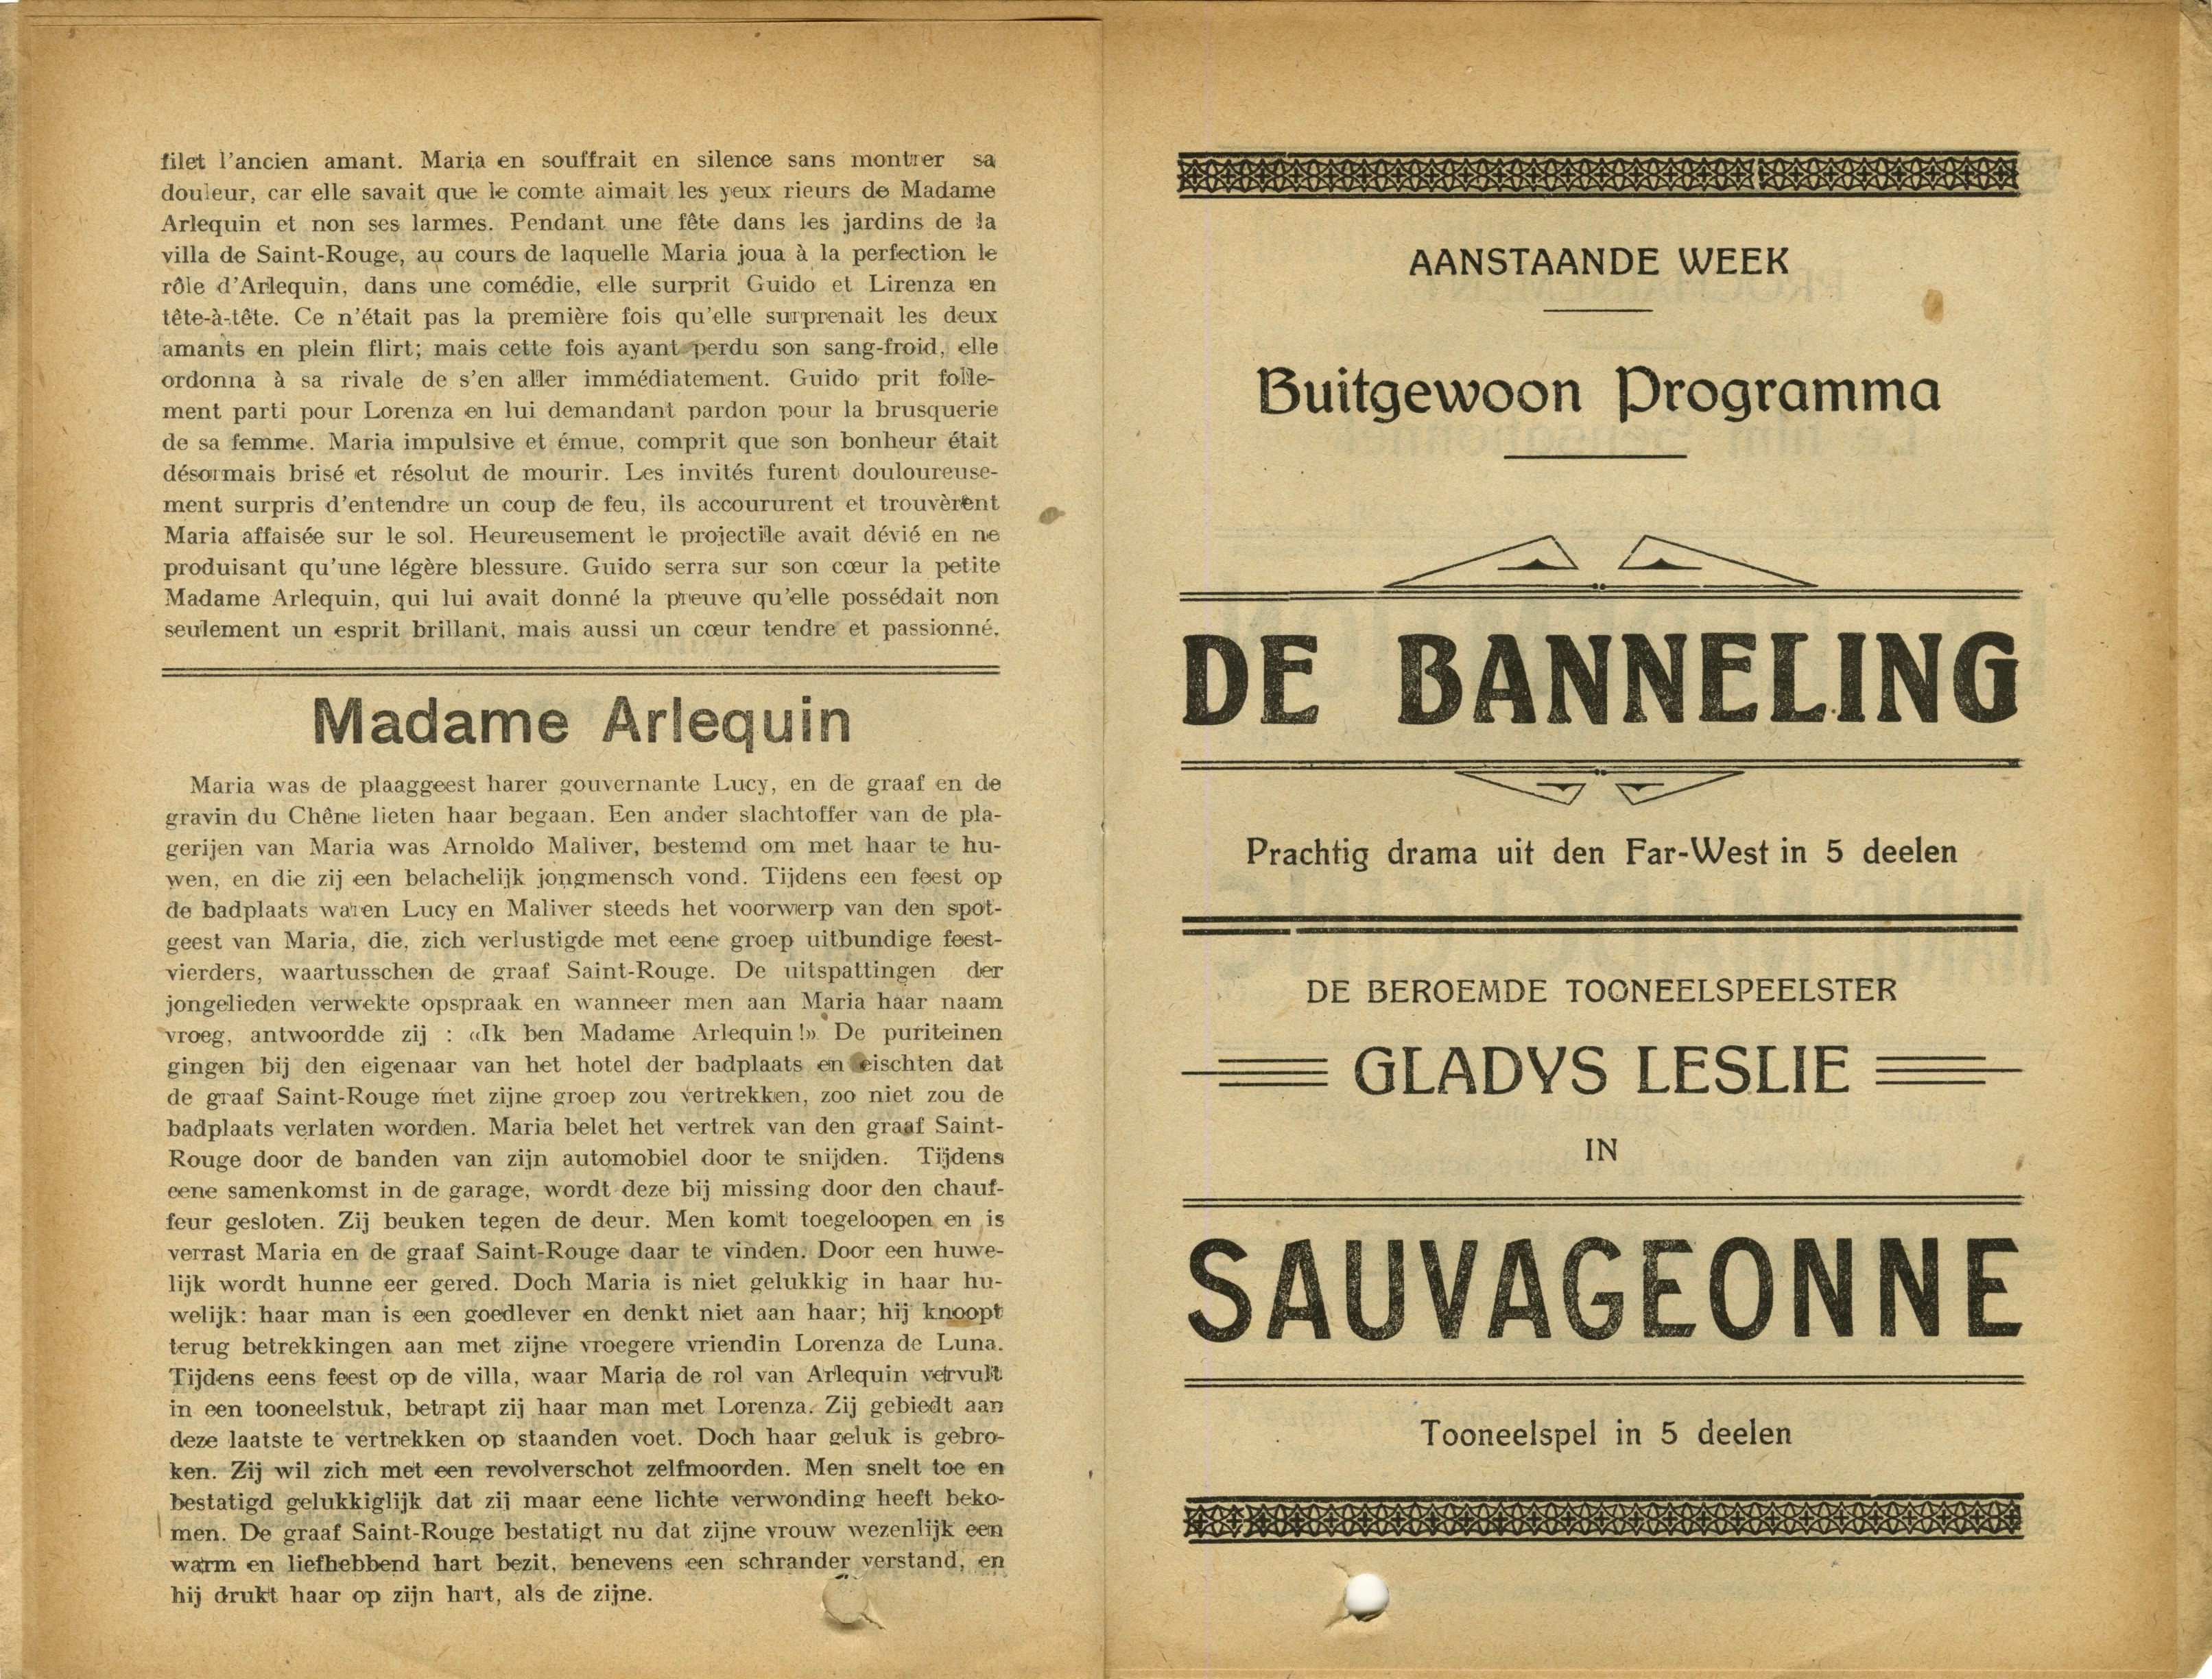 filet l'ancien amant. Maria en souffrait en silence sans montrer sa
douleur, car elle savait que le comte aimait les yeux rieurs de Madame
Arlequin et non ses larmes. Pendant une fête dans les jardins de la
villa de Saint-Rouge, au cours de laquelle Maria joua à la perfection le
rôle d'Arlequin, dans une comédie, elle surprit Guido et Lirenza en
tête-à-tête. Ce n'était pas la première fois qu'elle surprenait les deux
amants en plein flirt; mais cette fois ayant perdu son sang-froid, elle
ordonna à sa rivale de s'en aller immédiatement. Guido prit folle-
ment parti pour Lorenza en lui demandant pardon pour la brusquerie
de sa femme. Maria impulsive et émue, comprit que son bonheur était
désormais brisé et résolut de mourir. Les invités furent douloureuse-
ment surpris d'entendre un coup de feu, ils accoururent et trouvèrent
Maria affaisée sur le sol. Heureusement le projectile avait dévié en ne
produisant qu'une légère blessure. Guido serra sur son cœur la petite
Madame Arlequin, qui lui avait donné la preuve qu'elle possédait non
seulement un esprit brillant, mais aussi un cœur tendre et passionné.
Madame Arlequin
Maria was de plaaggeest harer gouvernante Lucy, en de graaf en de
gravin du Chêne lieten haar begaan. Een ander slachtoffer van de pla-
gerijen van Maria was Arnoldo Maliver, bestemd om met haar te hu-
wen, en die zij een belachelijk jongmensch vond. Tijdens een feest op
de badplaats waren Lucy en Maliver steeds het voorwerp van den spot-
geest van Maria, die, zich verlustigde met eene groep uitbundige feest-
vierders, waartusschen de graaf Saint-Rouge. De uitspattingen der
jongelieden verwekte opspraak en wanneer men aan Maria haar naam
vroeg, antwoordde zij : «Ik ben Madame Arlequin !» De puriteinen
gingen bij den eigenaar van het hotel der badplaats en eischten dat
de graaf Saint-Rouge met zijne groep zou vertrekken, zoo niet zou de
badplaats verlaten worden. Maria belet het vertrek van den graaf Saint-
Rouge door de banden van zijn automobiel door te snijden. Tijdens
eene samenkomst in de garage, wordt deze bij missing door den chauf-
feur gesloten. Zij beuken tegen de deur. Men komt toegeloopen en is
verrast Maria en de graaf Saint-Rouge daar te vinden. Door een huwe-
lijk wordt hunne eer gered. Doch Maria is niet gelukkig in haar hu-
welijk: haar man is een goedlever en denkt niet aan haar; hij knoopt
terug betrekkingen aan met zijne vroegere vriendin Lorenza de Luna.
Tijdens eens feest op de villa, waar Maria de rol van Arlequin vervult
in een tooneelstuk, betrapt zij haar man met Lorenza. Zij gebiedt aan
deze laatste te vertrekken op staanden voet. Doch haar geluk is gebro-
ken. Zij wil zich met een revolverschot zelfmoorden. Men snelt toe en
bestatigd gelukkiglijk dat zij maar eene lichte verwonding heeft beko-
men. De graaf Saint-Rouge bestatigt nu dat zijne vrouw wezenlijk een
warm en liefhebbend hart bezit, benevens een schrander verstand, en
hij drukt haar op zijn hart, als de zijne.
AANSTAANDE WEEK
Buitgewoon Programma
DE BANNELING
Prachtig drama uit den Far-West in 5 deelen
DE BEROEMDE TOONEELSPEELSTER
GLADYS LESLIE
IN
SAUVAGEONNE
Tooneelspel in 5 deelen